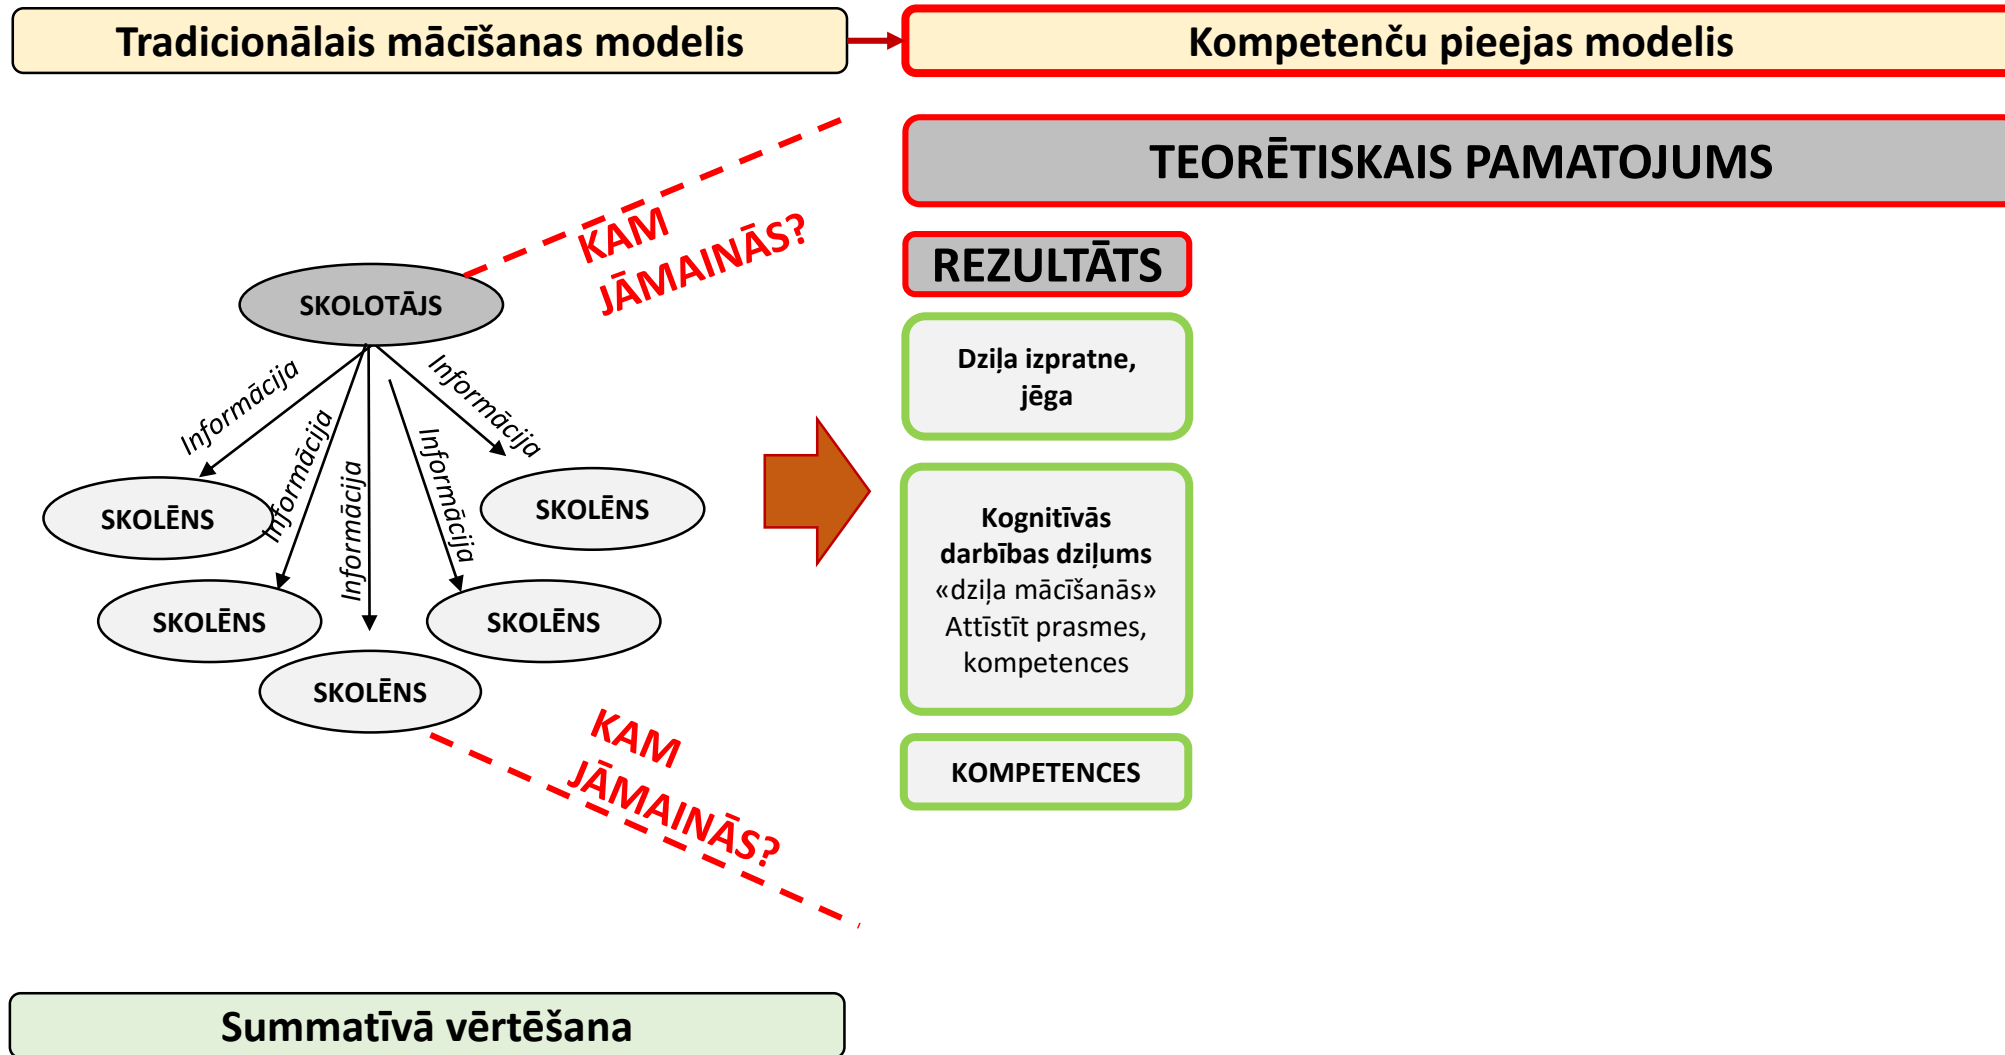 Tradicionālais mācīšanas modelis
Kompetenču pieejas modelis
TEORĒTISKAIS PAMATOJUMS
KAM
JĀMAINĀS?
REZULTĀTS
SKOLOTĀJS
Informācija
Informācija
Informācija
Informācija
Informācija
SKOLĒNS
SKOLĒNS
SKOLĒNS
SKOLĒNS
SKOLĒNS
Dziļa izpratne,
jēga
Kognitīvās
darbības dziļums
«dziļa mācīšanās»
Attīstīt prasmes,
kompetences
KAM
JĀMAINĀS?
KOMPETENCES
Summatīvā vērtēšana